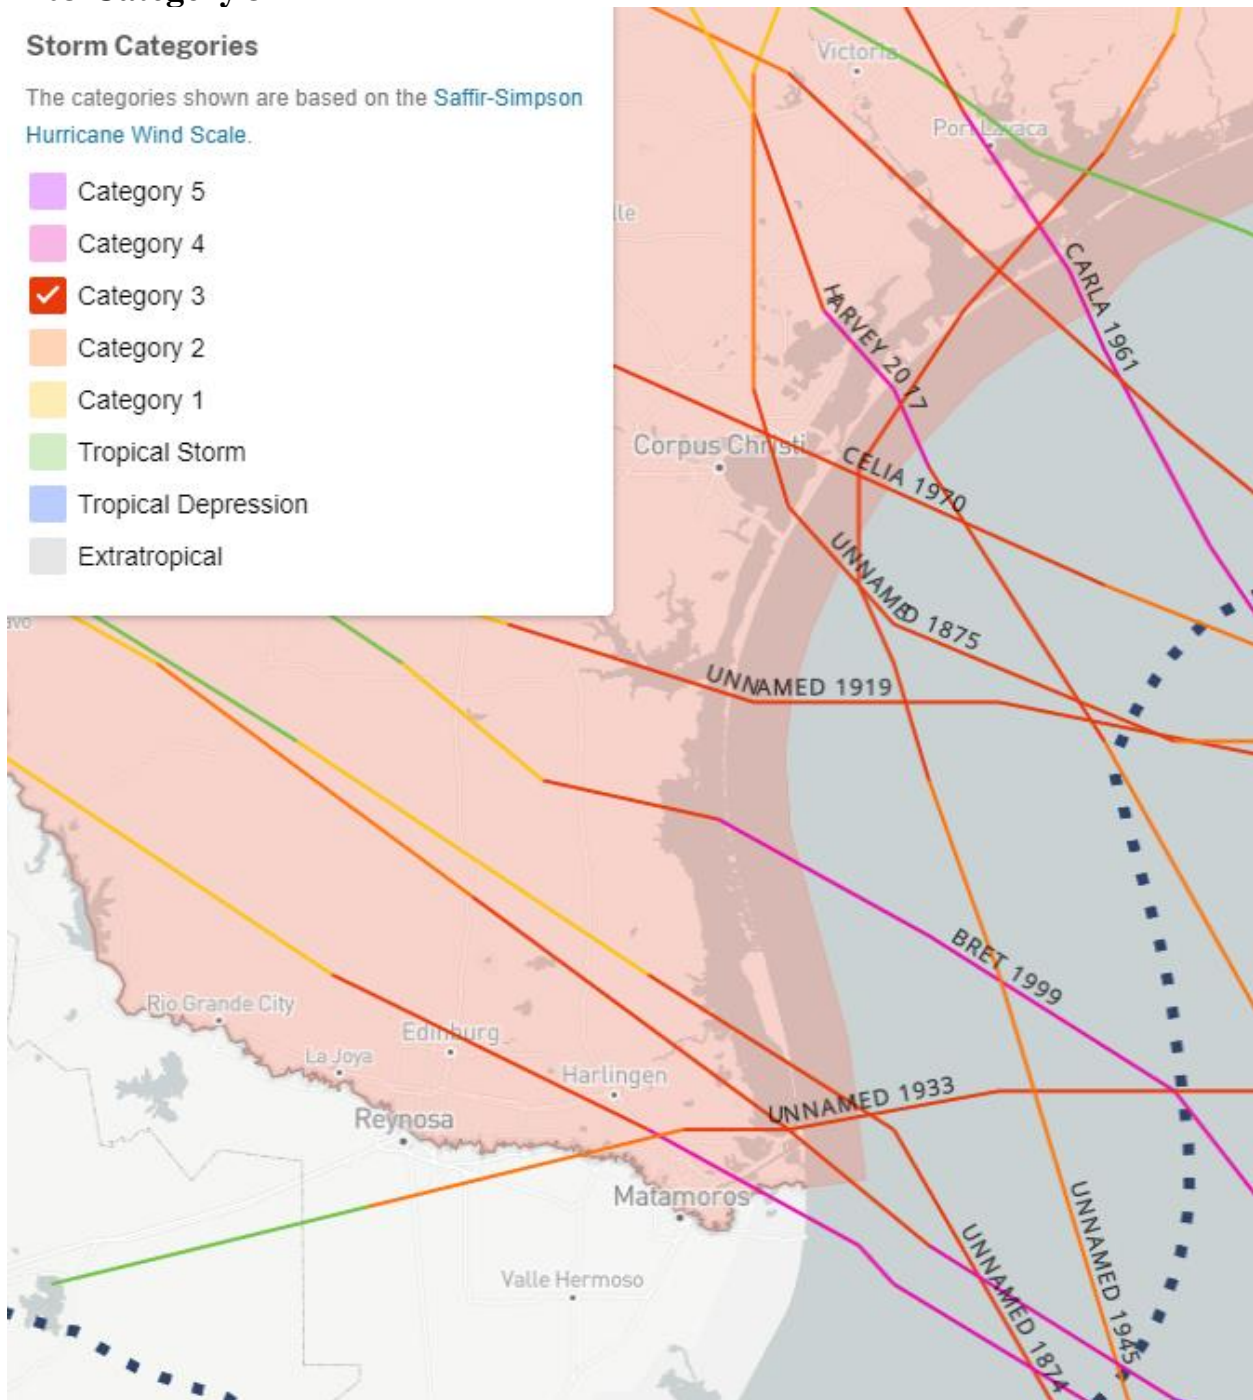 Storm Categories
The categories shown are based on the Saffir-Simpson
Hurricane Wind Scale.
Category 5
Category 4
Category 3
Category 2
Category 1
Tropical Storm
Tropical Depression
Extratropical
Victoria
Port Lavaca
CARLA 1961
HARVEY 2017
Corpus Christi
CELIA 1970
UNNAMED 1875
UNNAMED 1919
BRET 1999
Rio Grande City
Edinburg
La Joya
Harlingen
UNNAMED 1933
Reynosa
Matamoros
UNNAMED 1945
UNNAMED 1874
Valle Hermoso